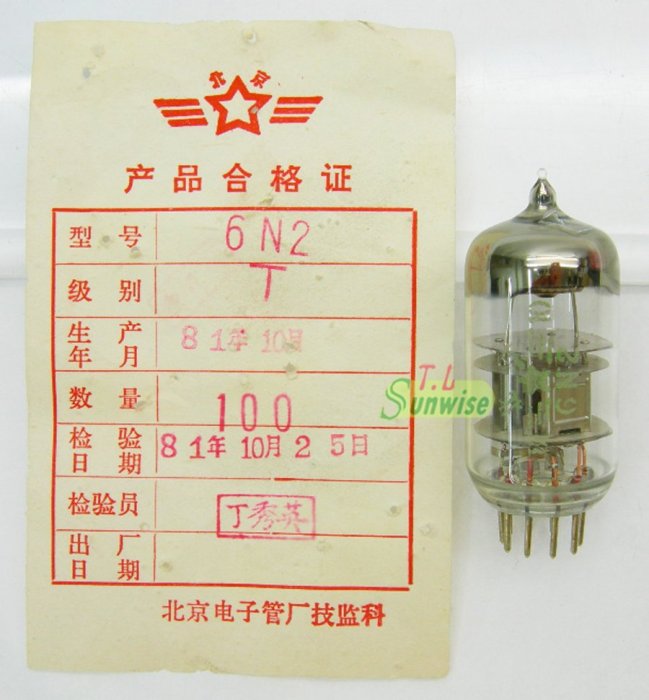 北京
产品合格证
型号 6N2
级别 T
生产年月 81年10月
数量 100
检验日期 81年10月25日
检验员 丁秀英
出厂日期
北京电子管厂技监科
T.L
Sunwise